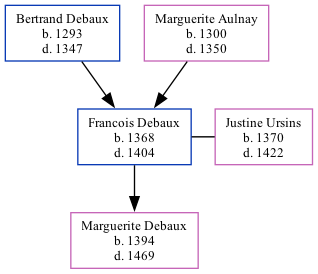 Bertrand Debaux
b. 1293
d. 1347
Marguerite Aulnay
b. 1300
d. 1350
Francois Debaux
b. 1368
d. 1404
Justine Ursins
b. 1370
d. 1422
Marguerite Debaux
b. 1394
d. 1469